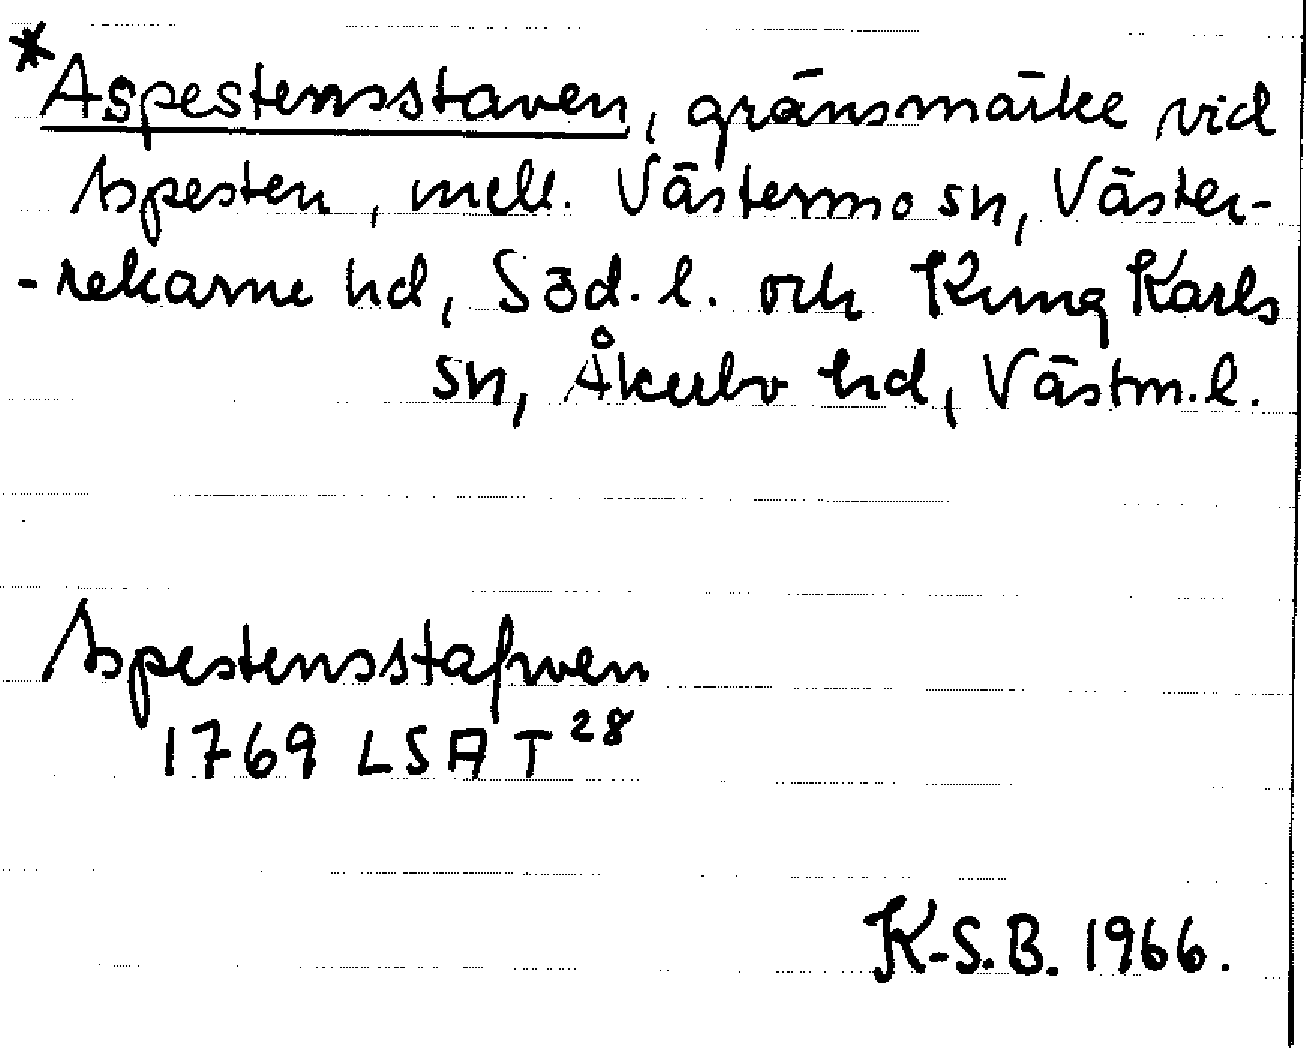 *Aspestensstaven, gränsmärke vid
Aspesten, mell. Västermo sn, Väster-
-rekarne hd, Söd. l. och Kung Karls
sn, Åkerbo hd, Västm. l.
Aspestensstafwen
1769 LSA T²⁸
K-S.B. 1966.